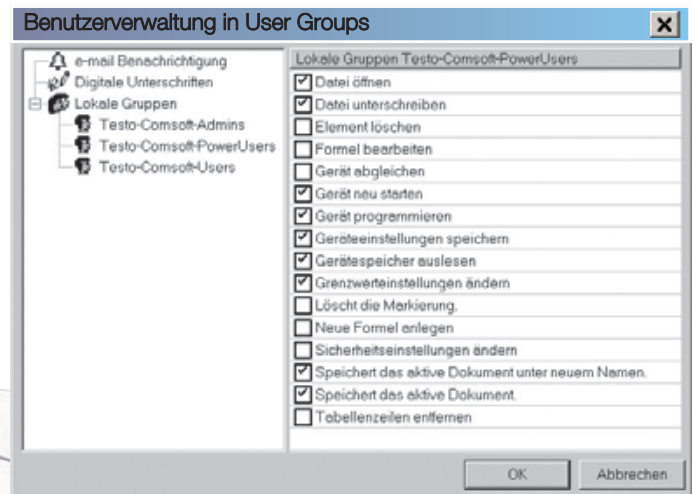 Benutzerverwaltung in User Groups
e-mail Benachrichtigung
Digitale Unterschriften
Lokale Gruppen
Testo-Comsoft-Admins
Testo-Comsoft-PowerUsers
Testo-Comsoft-Users
Lokale Gruppen Testo-Comsoft-PowerUsers
Datei öffnen
Datei unterschreiben
Element löschen
Formel bearbeiten
Gerät abgleichen
Gerät neu starten
Gerät programmieren
Geräteeinstellungen speichern
Gerätespeicher auslesen
Grenzwerteinstellungen ändern
Löscht die Markierung.
Neue Formel anlegen
Sicherheitseinstellungen ändern
Speichert das aktive Dokument unter neuem Namen.
Speichert das aktive Dokument.
Tabellenzeilen entfernen
OK
Abbrechen